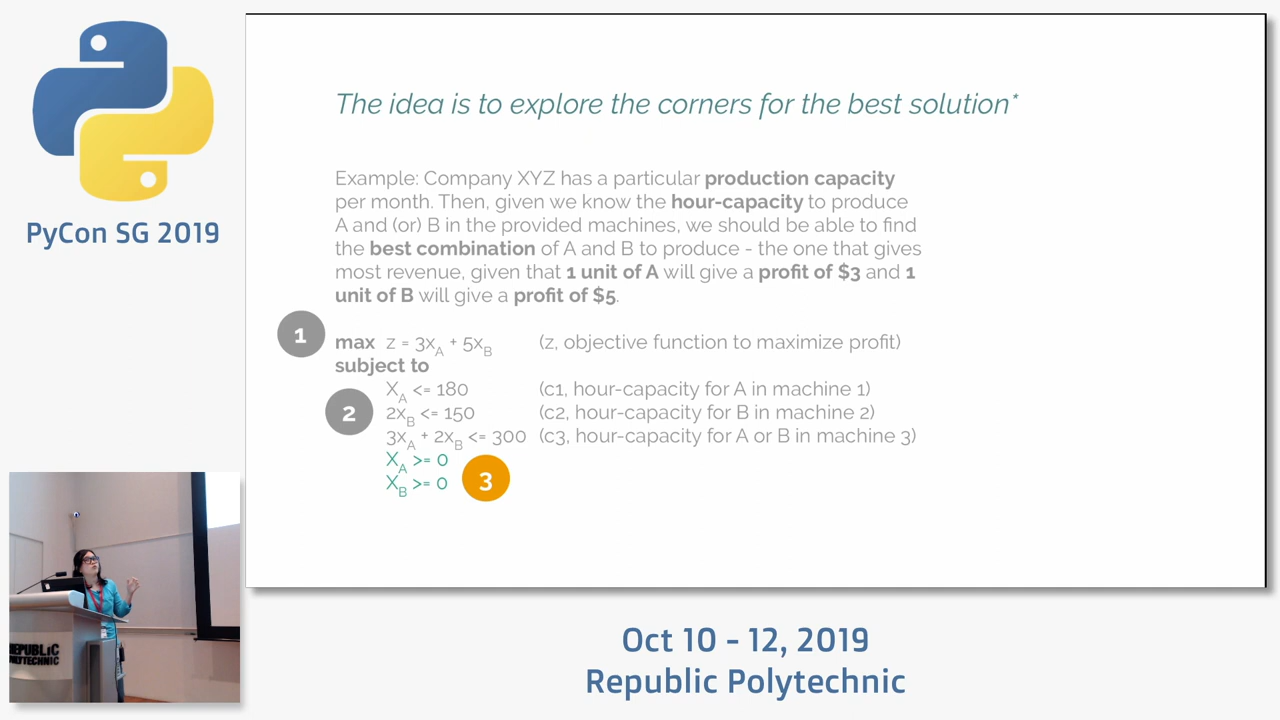 PyCon SG 2019
The idea is to explore the corners for the best solution*
Example: Company XYZ has a particular production capacity
per month. Then, given we know the hour-capacity to produce
A and (or) B in the provided machines, we should be able to find
the best combination of A and B to produce - the one that gives
most revenue, given that 1 unit of A will give a profit of $3 and 1
unit of B will give a profit of $5.
1
max z = 3xA + 5xB (z, objective function to maximize profit)
subject to
XA <= 180 (c1, hour-capacity for A in machine 1)
2
2xB <= 150 (c2, hour-capacity for B in machine 2)
3xA + 2xB <= 300 (c3, hour-capacity for A or B in machine 3)
XA >= 0
XB >= 0
3
REPUBLIC
POLYTECHNIC
Oct 10 - 12, 2019
Republic Polytechnic